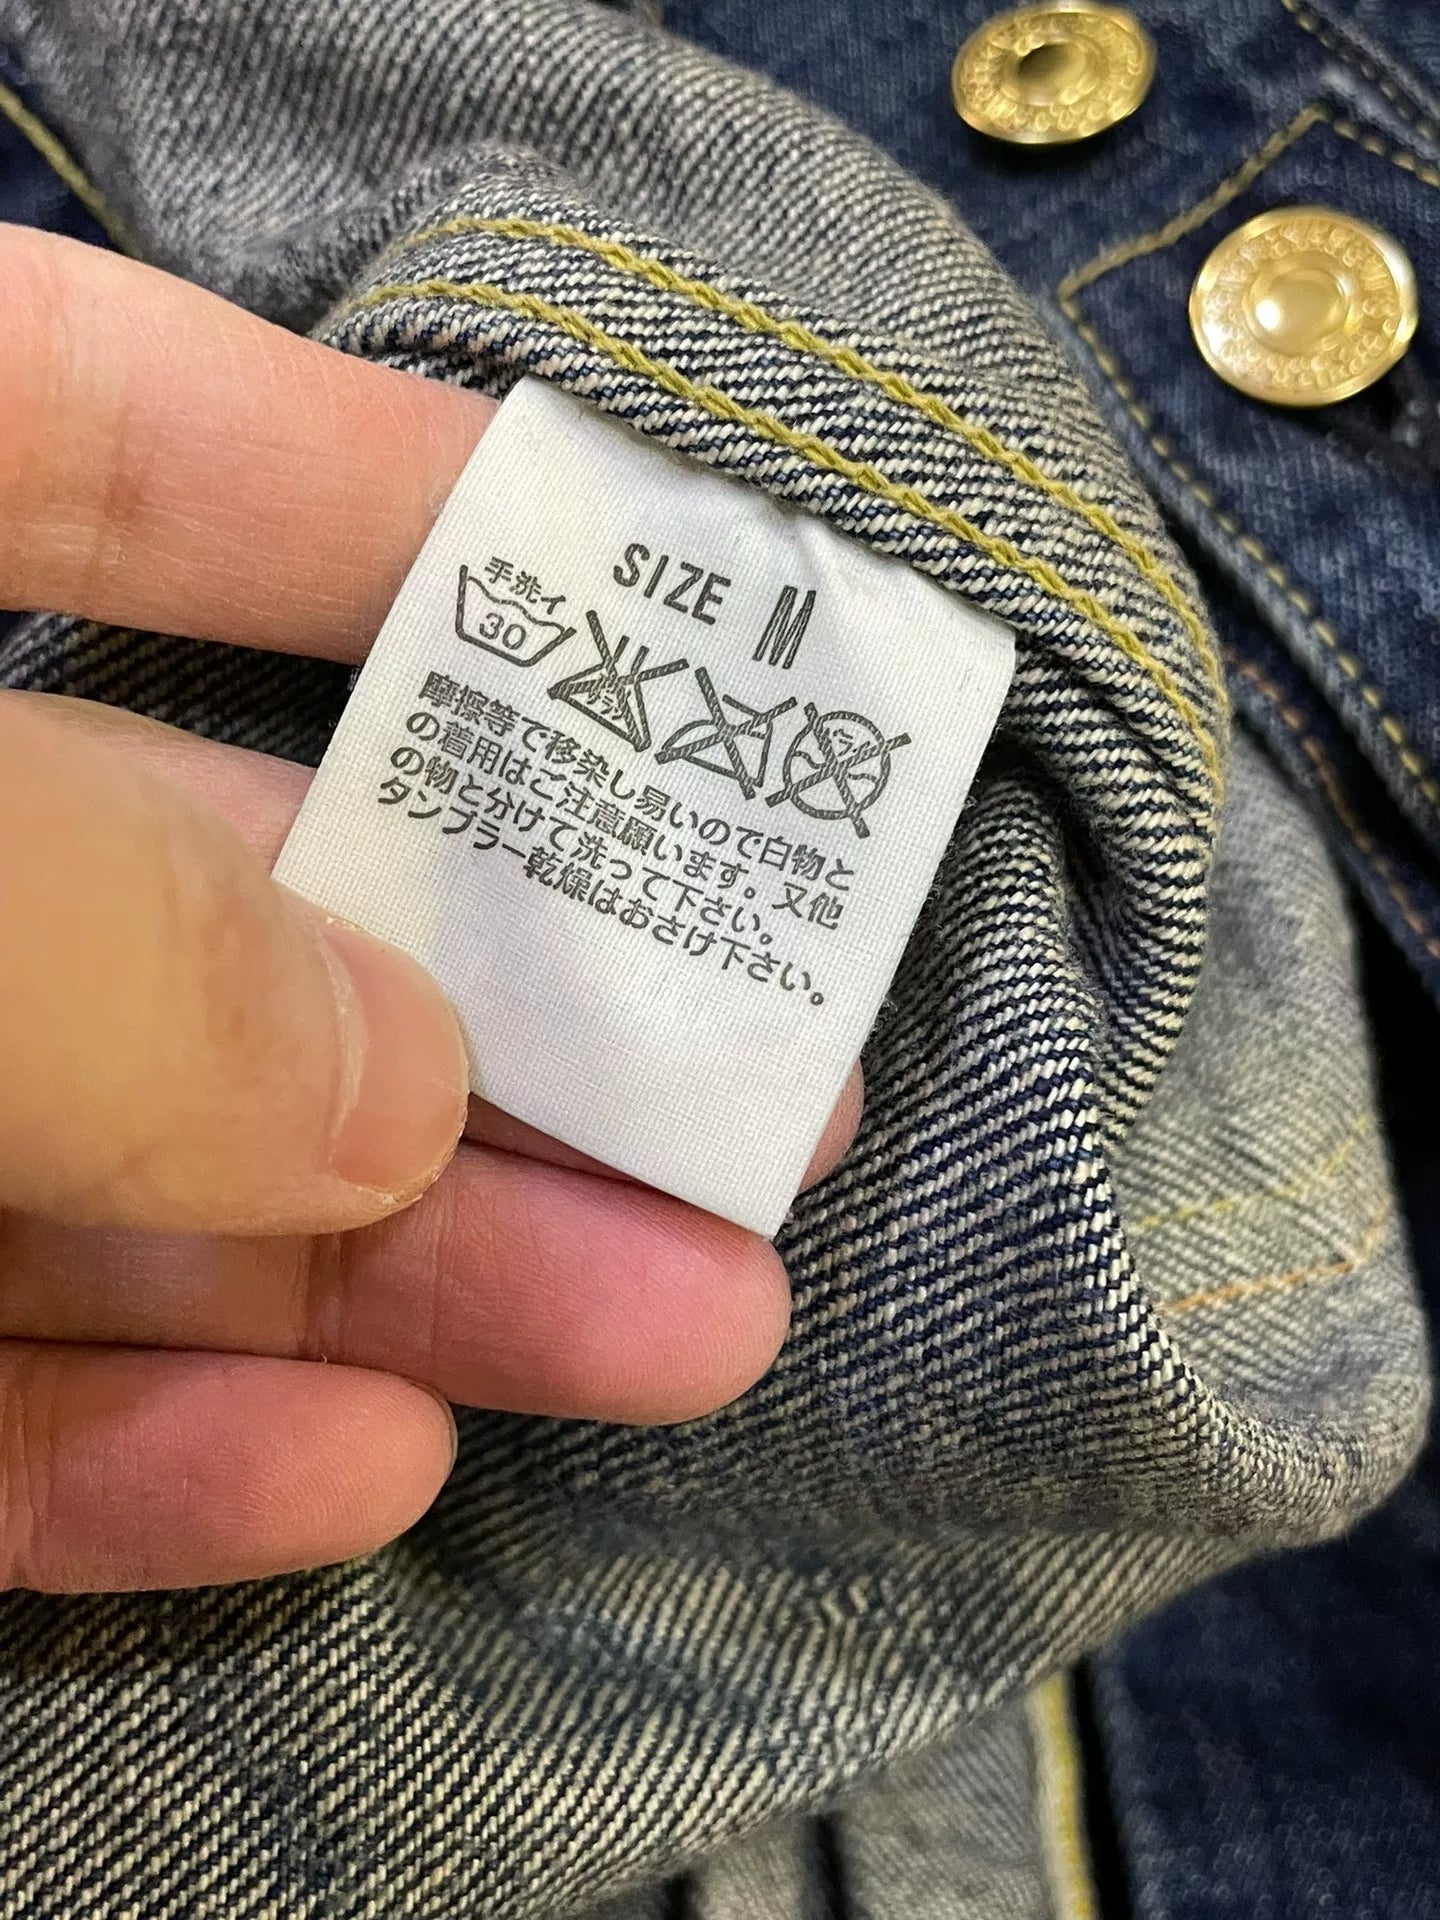 SIZE M
手洗イ
30
摩擦等で移染し易いので白物と
の着用はご注意願います。又他
の物と分けて洗って下さい。
タンブラー乾燥はおさけ下さい。